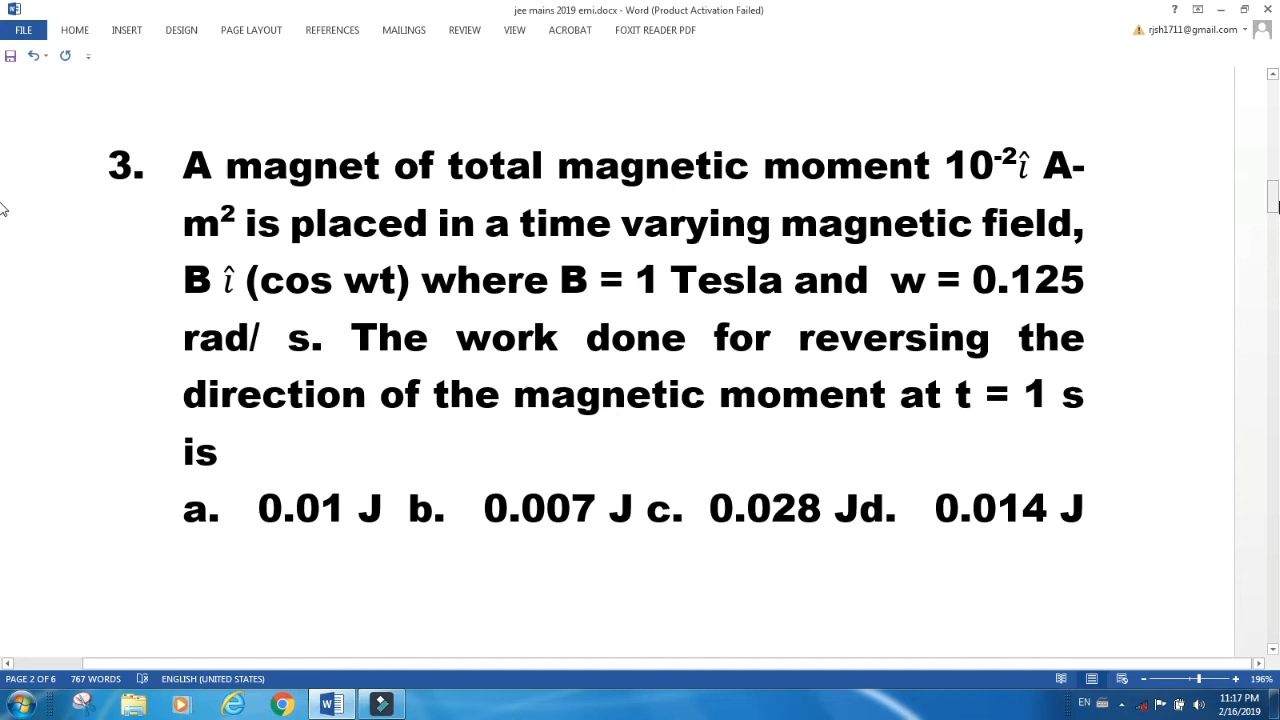 jee mains 2019 emi.docx - Word (Product Activation Failed)
FILE HOME INSERT DESIGN PAGE LAYOUT REFERENCES MAILINGS REVIEW VIEW ACROBAT FOXIT READER PDF rjsh1711@gmail.com
3. A magnet of total magnetic moment 10⁻²î A-
m² is placed in a time varying magnetic field,
B î (cos wt) where B = 1 Tesla and w = 0.125
rad/ s. The work done for reversing the
direction of the magnetic moment at t = 1 s
is
a. 0.01 J b. 0.007 J c. 0.028 Jd. 0.014 J
PAGE 2 OF 6 767 WORDS ENGLISH (UNITED STATES) 196%
EN 11:17 PM
2/16/2019